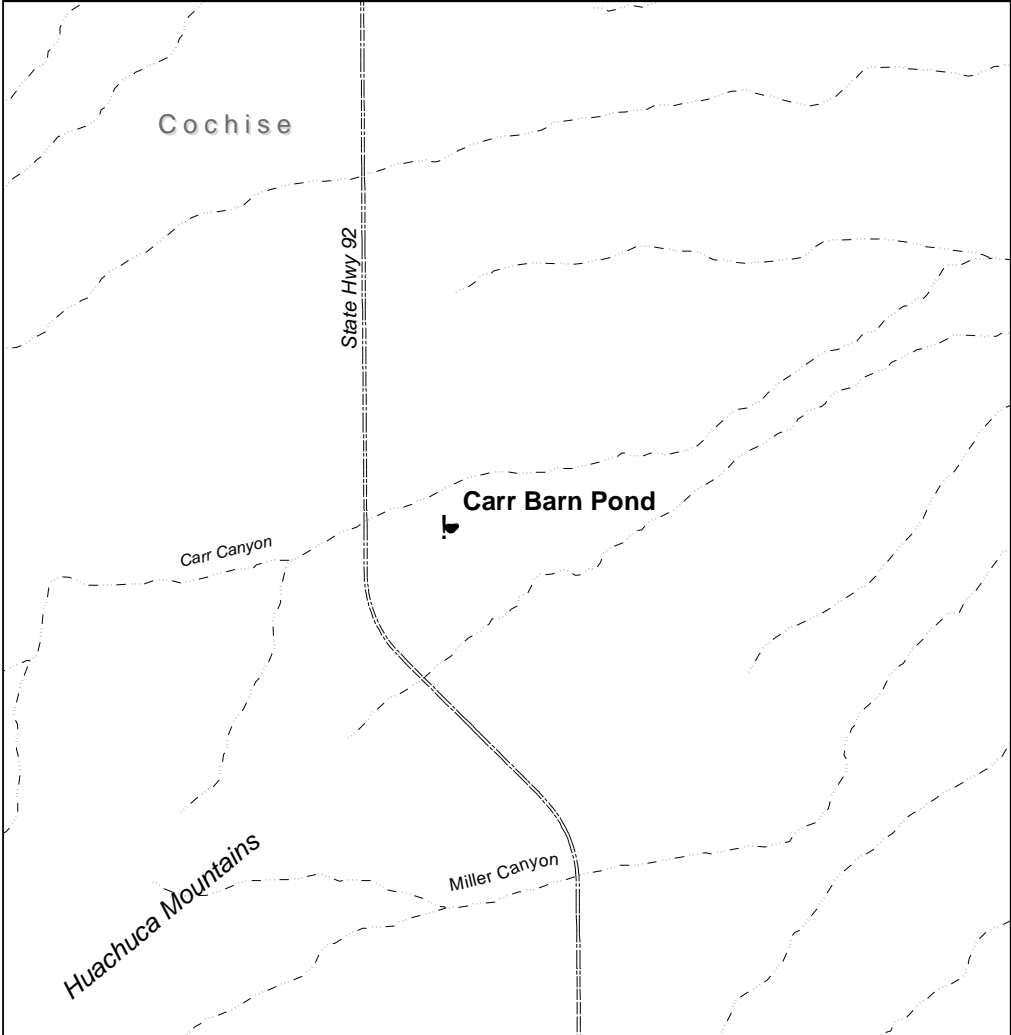 Cochise
State Hwy 92
Carr Barn Pond
Carr Canyon
Miller Canyon
Huachuca Mountains